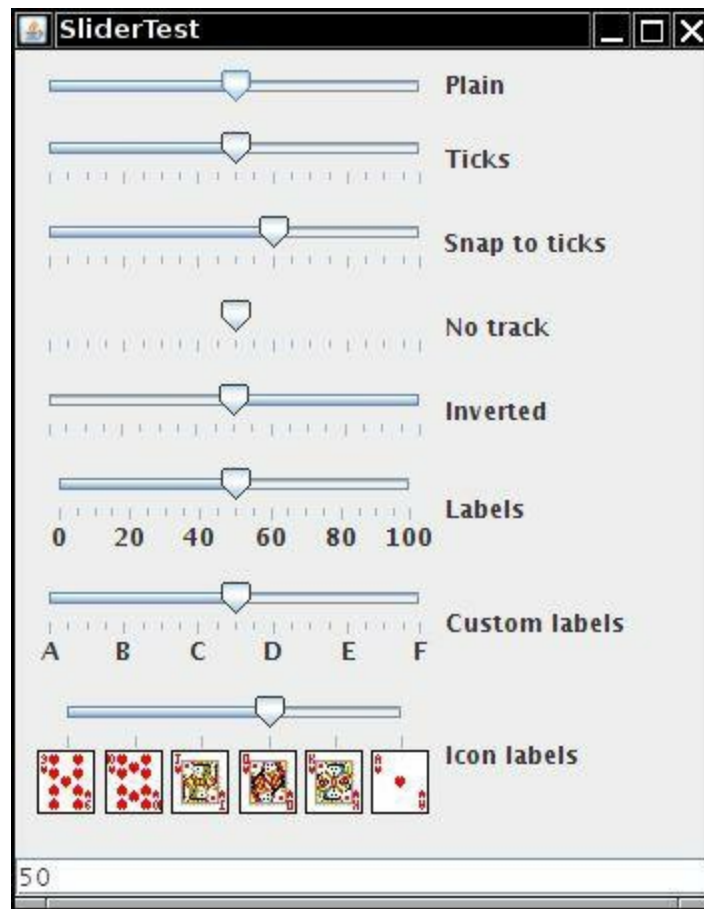 SliderTest
Plain
Ticks
Snap to ticks
No track
Inverted
Labels
0 20 40 60 80 100
Custom labels
A B C D E F
Icon labels
50